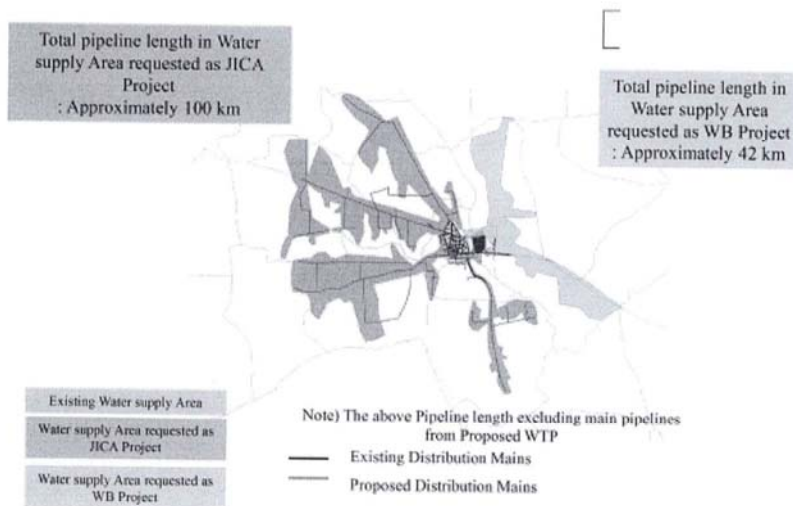 Total pipeline length in Water
supply Area requested as JICA
Project
: Approximately 100 km
Total pipeline length in
Water supply Area
requested as WB Project
: Approximately 42 km
Existing Water supply Area
Water supply Area requested as
JICA Project
Water supply Area requested as
WB Project
Note) The above Pipeline length excluding main pipelines
from Proposed WTP
Existing Distribution Mains
Proposed Distribution Mains